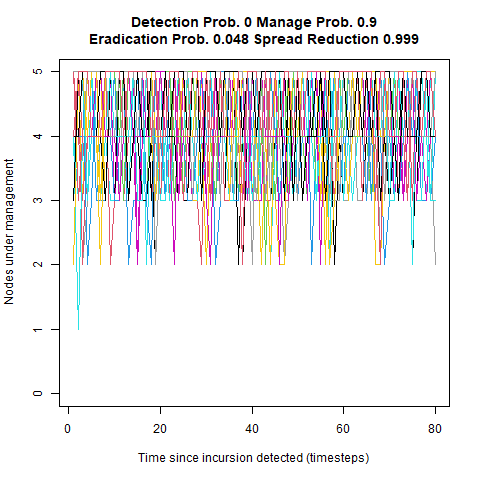 Detection Prob. 0 Manage Prob. 0.9
Eradication Prob. 0.048 Spread Reduction 0.999
Nodes under management
5
4
3
2
1
0
0 20 40 60 80
Time since incursion detected (timesteps)